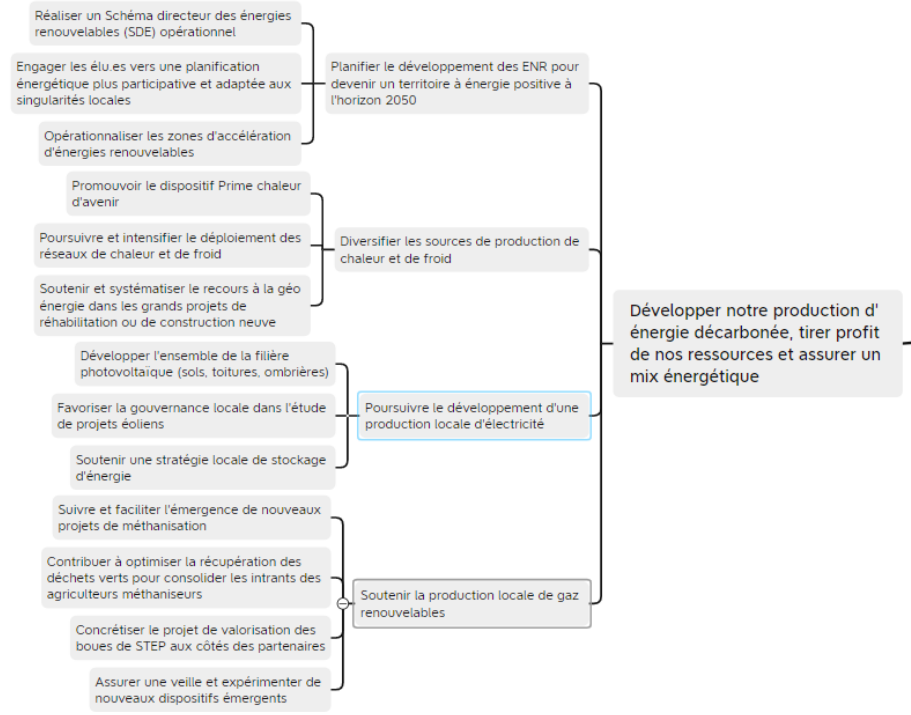 Réaliser un Schéma directeur des énergies
renouvelables (SDE) opérationnel
Engager les élu.es vers une planification
énergétique plus participative et adaptée aux
singularités locales
Opérationnaliser les zones d'accélération
d'énergies renouvelables
Planifier le développement des ENR pour
devenir un territoire à énergie positive à
l'horizon 2050
Promouvoir le dispositif Prime chaleur
d'avenir
Poursuivre et intensifier le déploiement des
réseaux de chaleur et de froid
Soutenir et systématiser le recours à la géo
énergie dans les grands projets de
réhabilitation ou de construction neuve
Diversifier les sources de production de
chaleur et de froid
Développer l'ensemble de la filière
photovoltaïque (sols, toitures, ombrières)
Favoriser la gouvernance locale dans l'étude
de projets éoliens
Soutenir une stratégie locale de stockage
d'énergie
Poursuivre le développement d'une
production locale d'électricité
Suivre et faciliter l'émergence de nouveaux
projets de méthanisation
Contribuer à optimiser la récupération des
déchets verts pour consolider les intrants des
agriculteurs méthaniseurs
Concrétiser le projet de valorisation des
boues de STEP aux côtés des partenaires
Assurer une veille et expérimenter de
nouveaux dispositifs émergents
Soutenir la production locale de gaz
renouvelables
Développer notre production d'
énergie décarbonée, tirer profit
de nos ressources et assurer un
mix énergétique